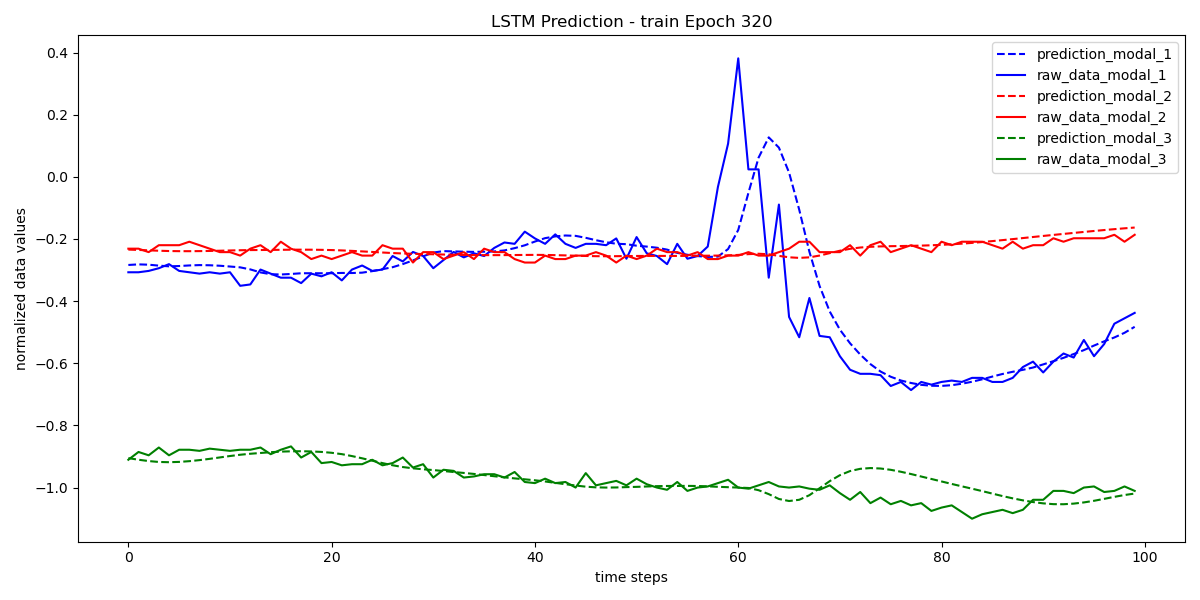 LSTM Prediction - train Epoch 320
normalized data values
0.4
0.2
0.0
−0.2
−0.4
−0.6
−0.8
−1.0
prediction_modal_1
raw_data_modal_1
prediction_modal_2
raw_data_modal_2
prediction_modal_3
raw_data_modal_3
0 20 40 60 80 100
time steps